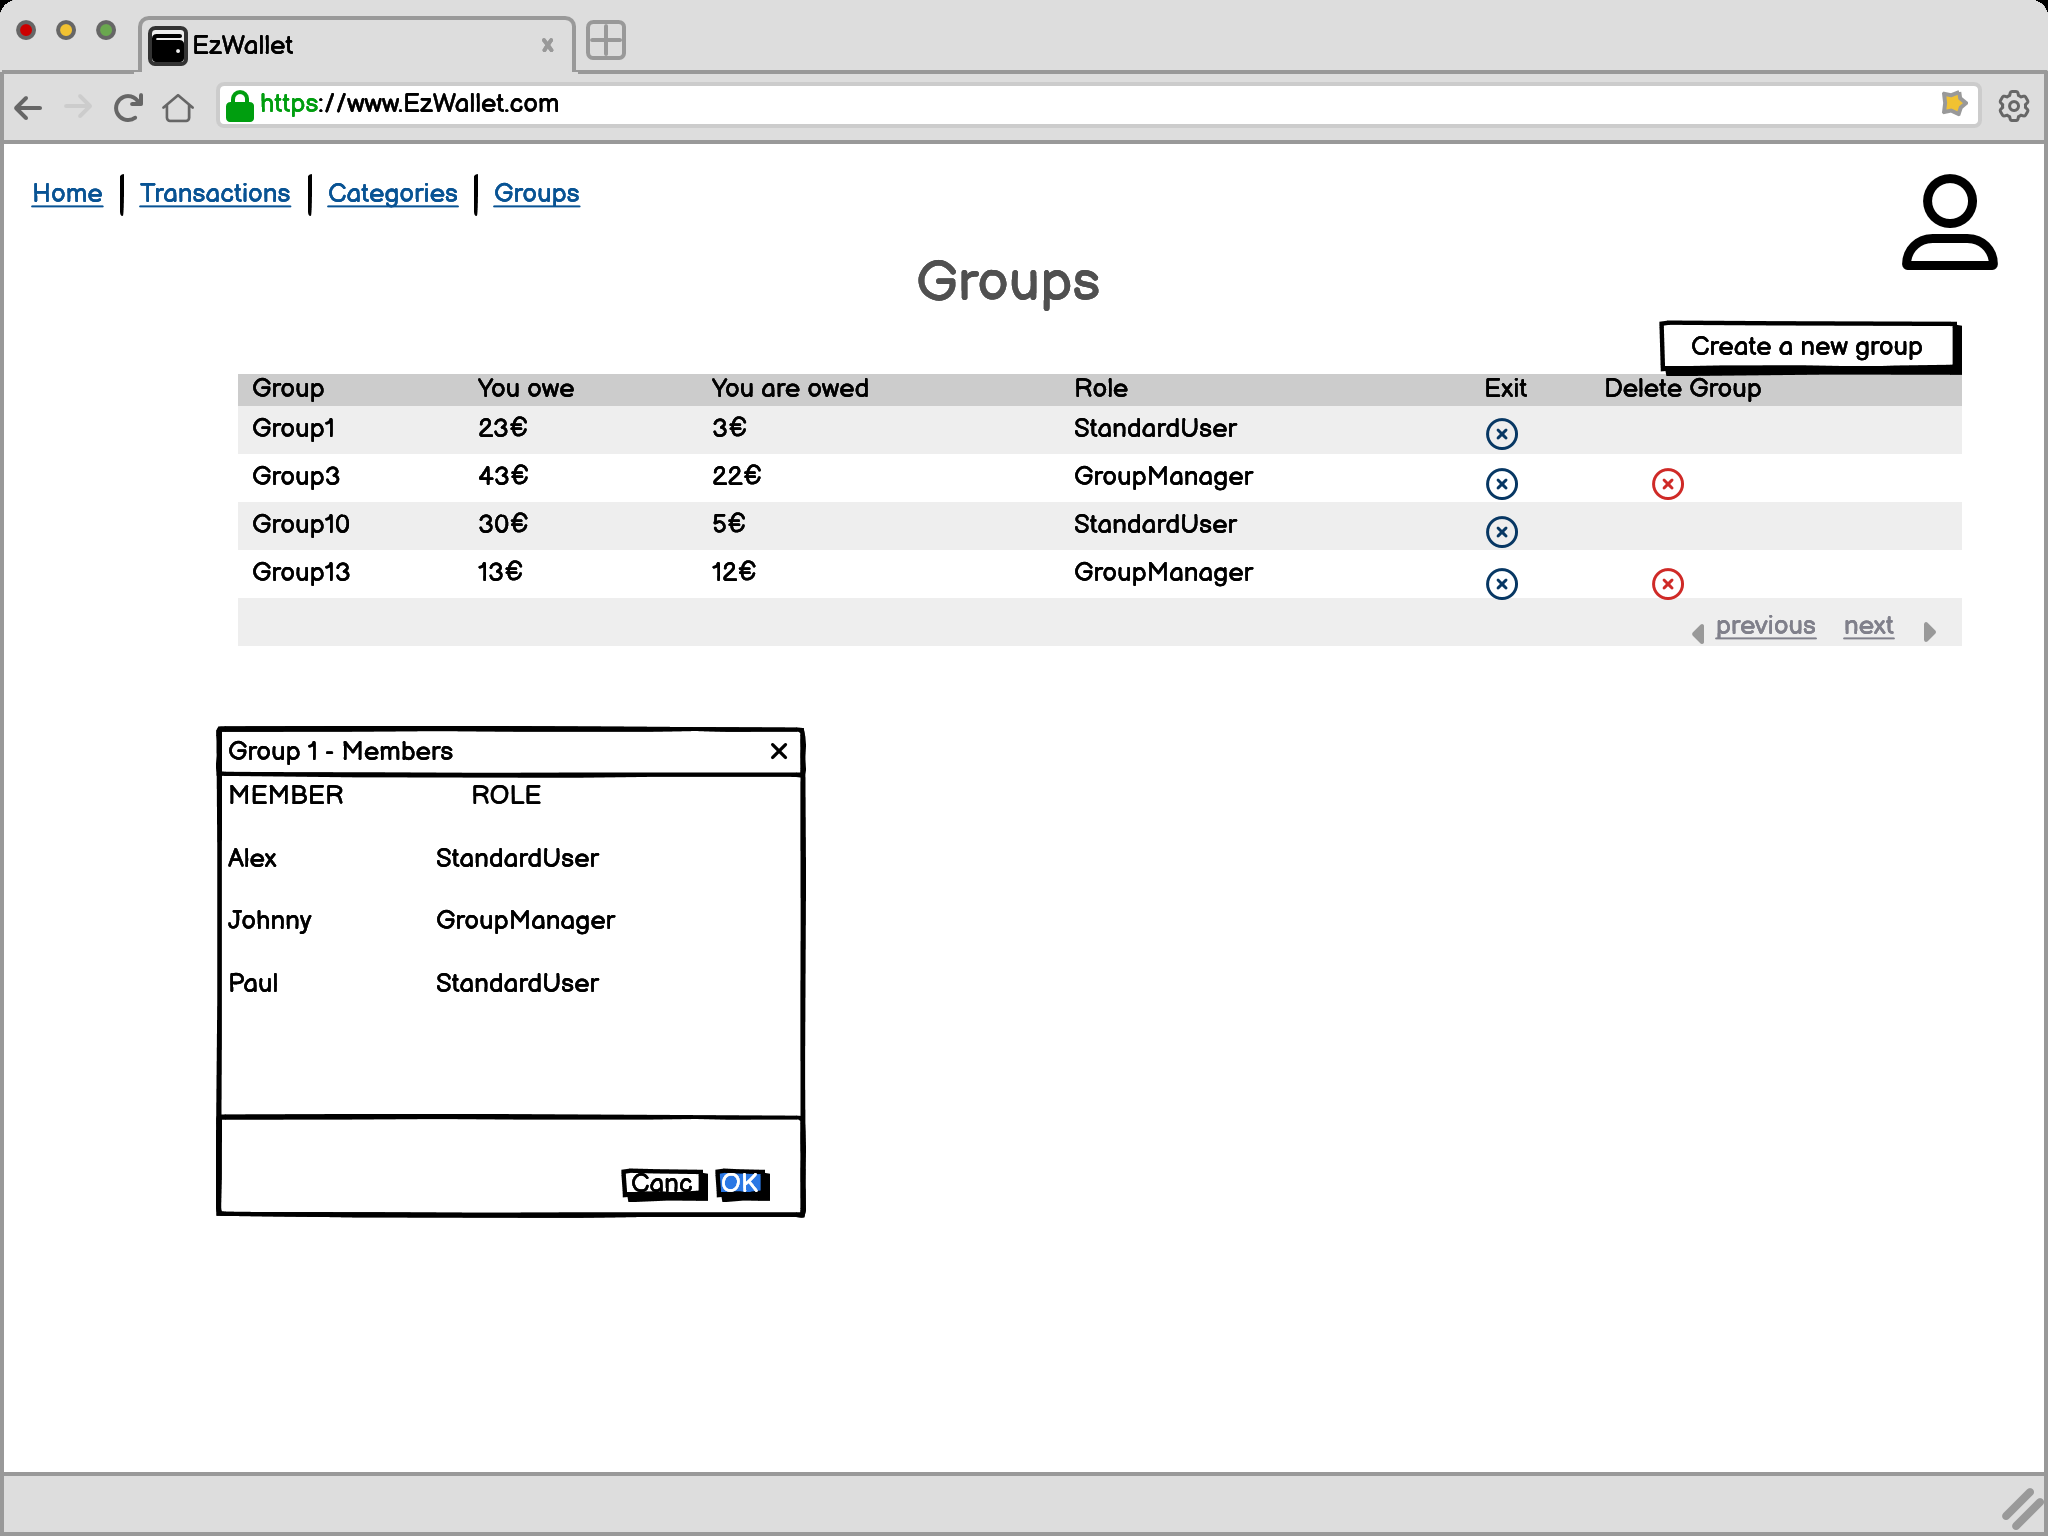 EzWallet
https://www.EzWallet.com
Home Transactions Categories Groups
Groups
Create a new group
Group You owe You are owed Role Exit Delete Group
Group1 23€ 3€ StandardUser
Group3 43€ 22€ GroupManager
Group10 30€ 5€ StandardUser
Group13 13€ 12€ GroupManager
previous next
Group 1 - Members
MEMBER ROLE
Alex StandardUser
Johnny GroupManager
Paul StandardUser
Canc OK